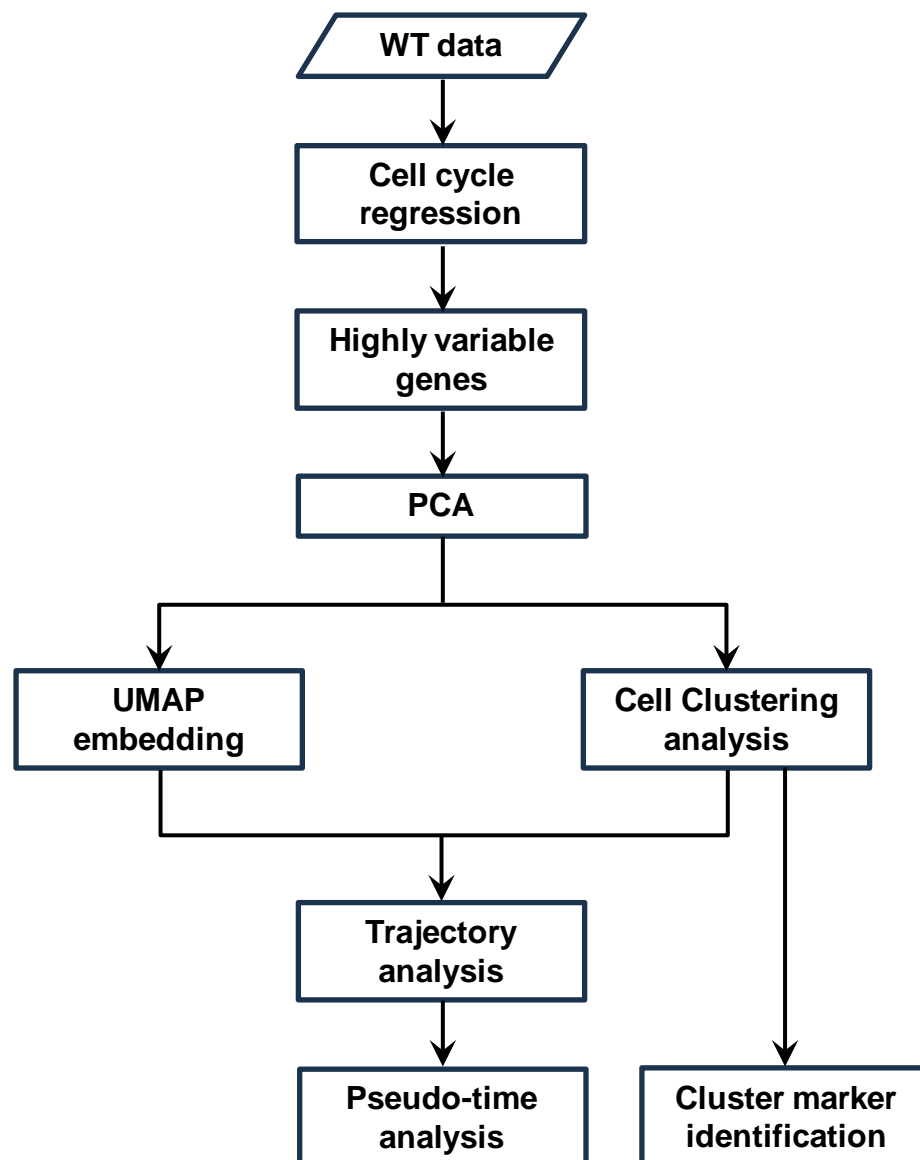 WT data
Cell cycle
regression
Highly variable
genes
PCA
UMAP
embedding
Cell Clustering
analysis
Trajectory
analysis
Pseudo-time
analysis
Cluster marker
identification